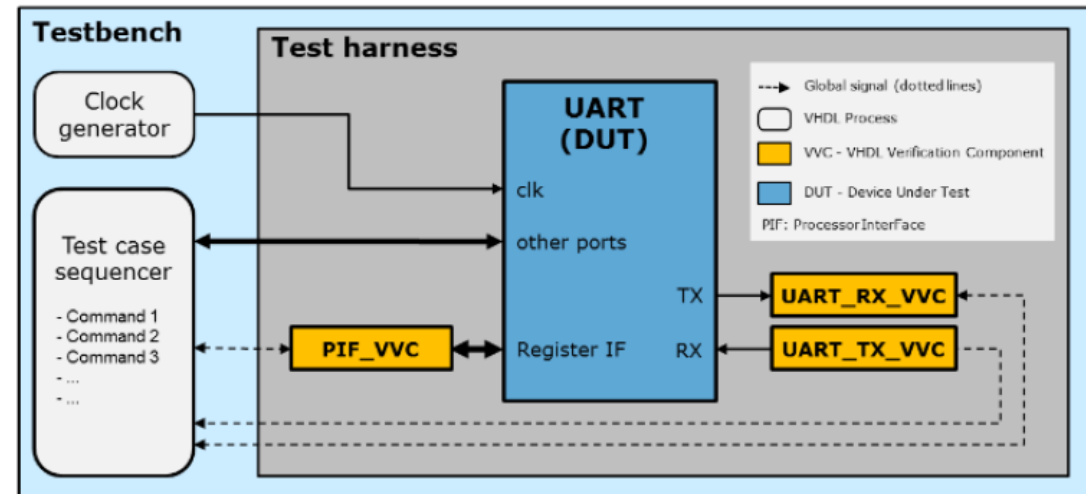 Testbench
Test harness
Clock
generator
Test case
sequencer
- Command 1
- Command 2
- Command 3
- ...
- ...
PIF_VVC
UART
(DUT)
clk
other ports
TX
Register IF
RX
UART_RX_VVC
UART_TX_VVC
Global signal (dotted lines)
VHDL Process
VVC - VHDL Verification Component
DUT - Device Under Test
PIF: ProcessorInterFace